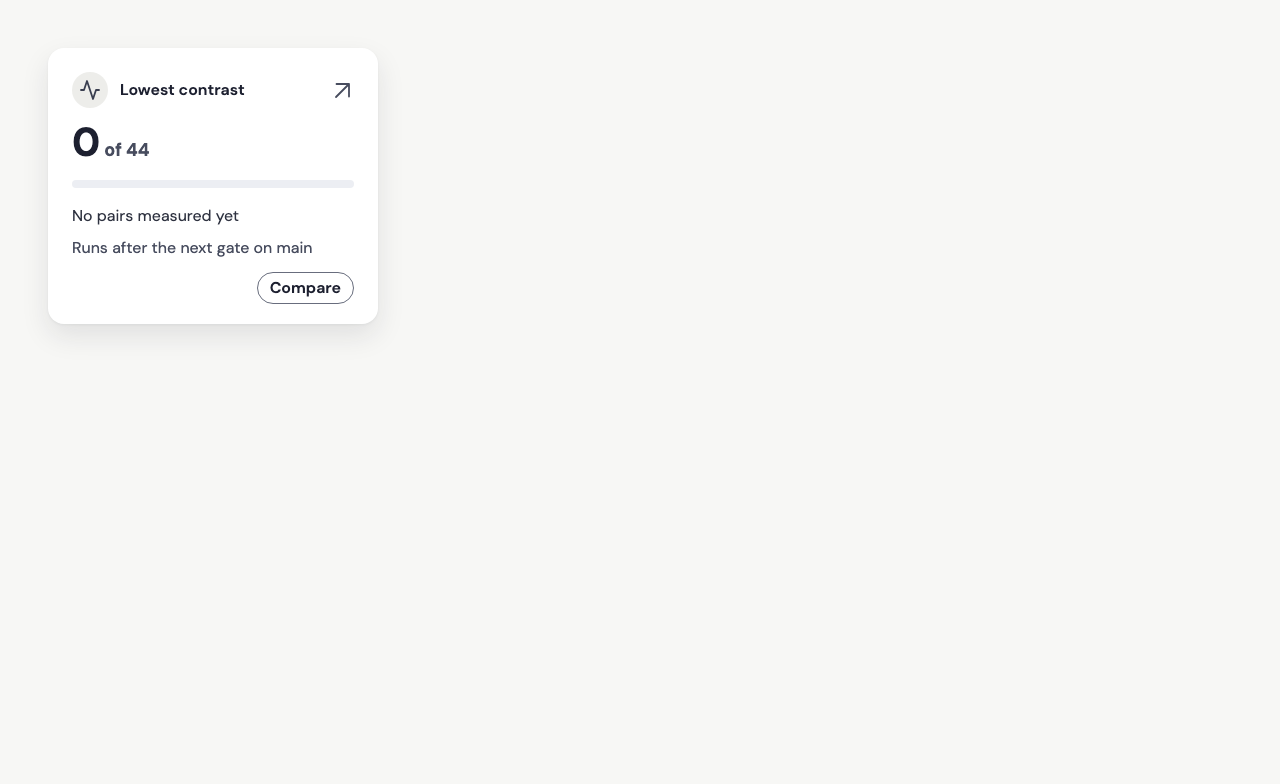 Lowest contrast
0 of 44
No pairs measured yet
Runs after the next gate on main
Compare